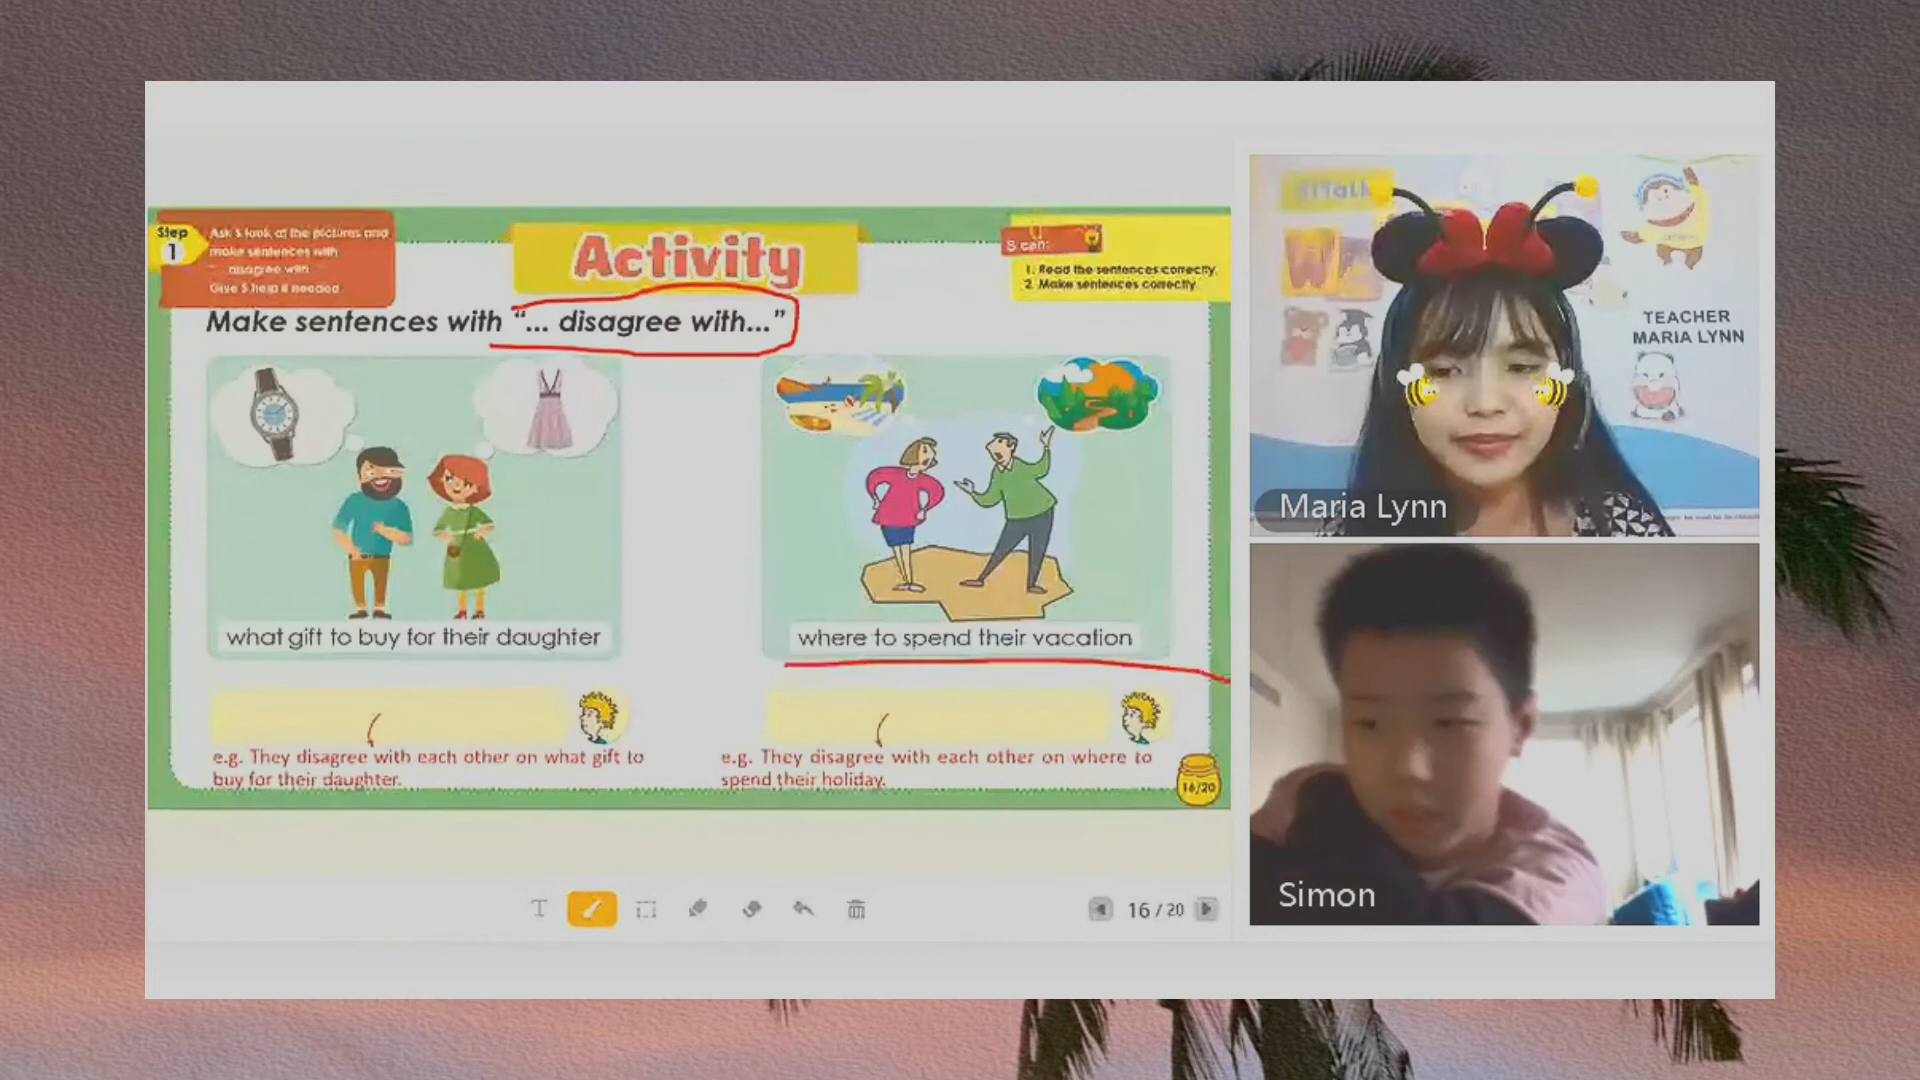 Step
1
Ask S look at the pictures and
make sentences with
disagree with
Give S help if needed
Activity
S can:
1. Read the sentences correctly.
2. Make sentences correctly.
Make sentences with "... disagree with..."
what gift to buy for their daughter
where to spend their vacation
e.g. They disagree with each other on what gift to
buy for their daughter.
e.g. They disagree with each other on where to
spend their holiday.
16/20
T
16 / 20
51Talk
W
TEACHER
MARIA LYNN
Maria Lynn
Simon